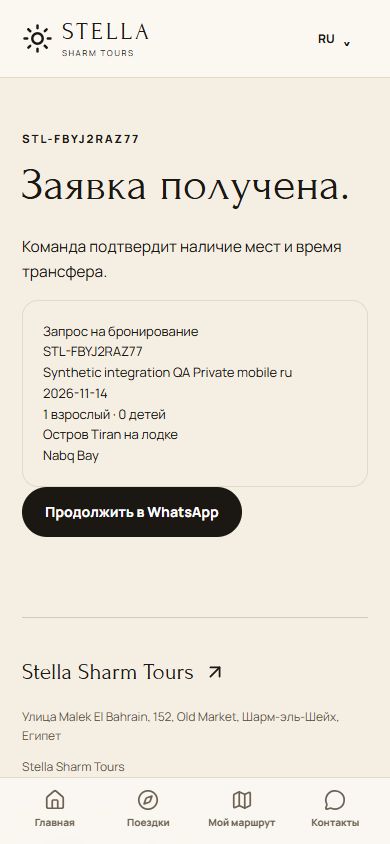 STELLA
SHARM TOURS
RU
STL-FBYJ2RAZ77
Заявка получена.
Команда подтвердит наличие мест и время
трансфера.
Запрос на бронирование
STL-FBYJ2RAZ77
Synthetic integration QA Private mobile ru
2026-11-14
1 взрослый · 0 детей
Остров Tiran на лодке
Nabq Bay
Продолжить в WhatsApp
Stella Sharm Tours
Улица Malek El Bahrain, 152, Old Market, Шарм-эль-Шейх,
Египет
Stella Sharm Tours
Главная
Поездки
Мой маршрут
Контакты